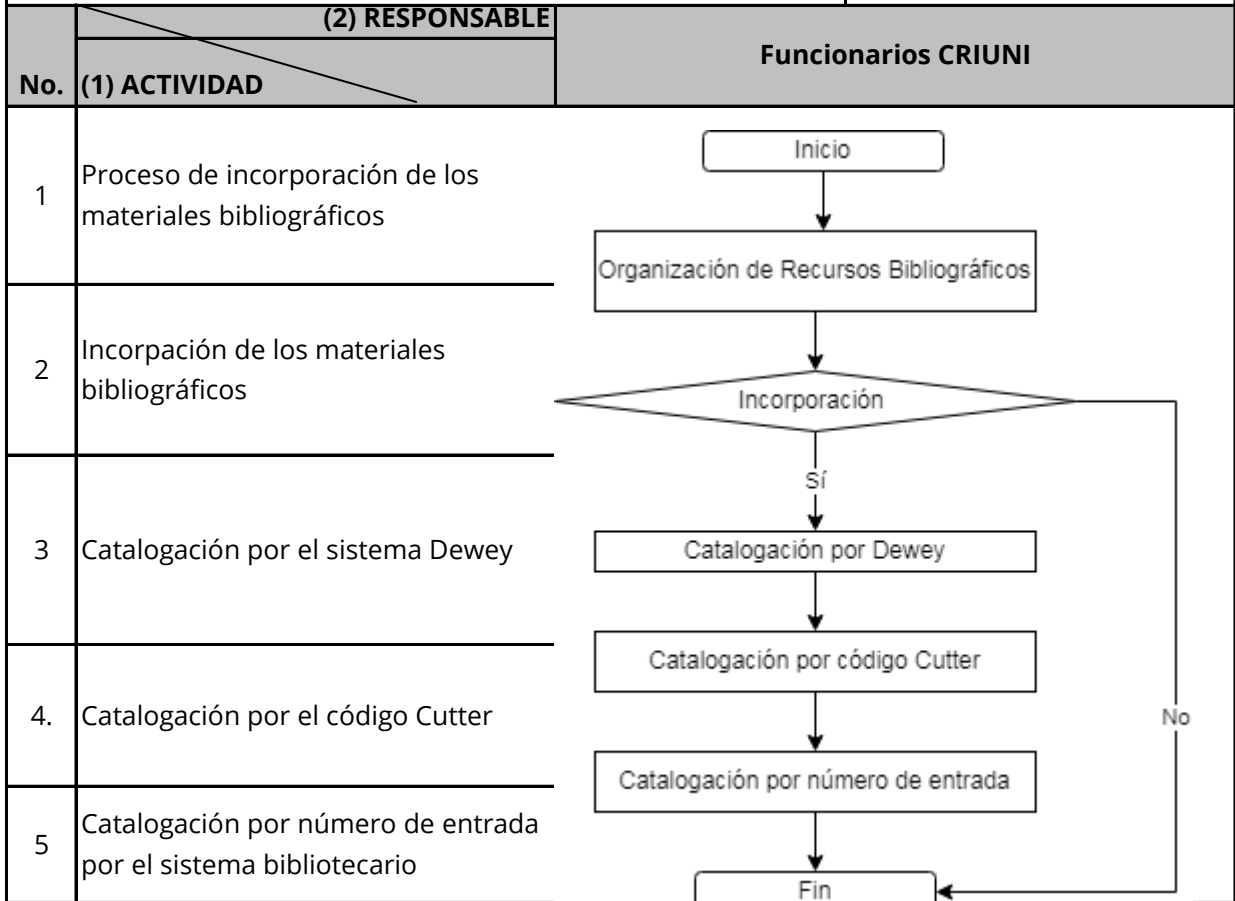 (2) RESPONSABLE
Funcionarios CRIUNI
No. (1) ACTIVIDAD
1
Proceso de incorporación de los
materiales bibliográficos
2
Incorpación de los materiales
bibliográficos
3
Catalogación por el sistema Dewey
4.
Catalogación por el código Cutter
5
Catalogación por número de entrada
por el sistema bibliotecario
Inicio
Organización de Recursos Bibliográficos
Incorporación
Sí
Catalogación por Dewey
Catalogación por código Cutter
No
Catalogación por número de entrada
Fin